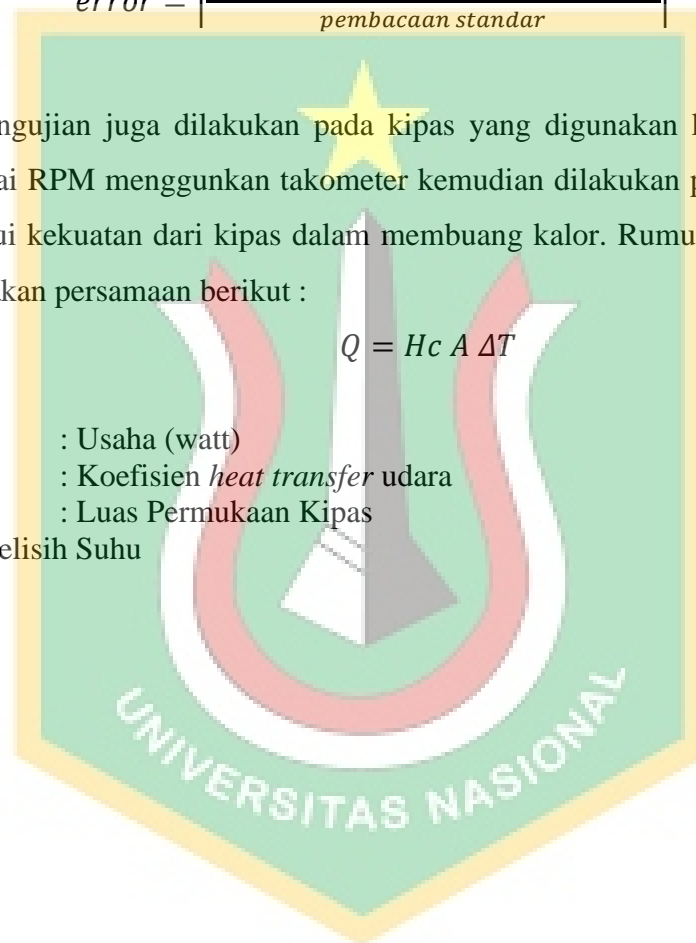 error =
pembacaan standar
ngujian juga dilakukan pada kipas yang digunakan
ai RPM menggunkan takometer kemudian dilakukan
ui kekuatan dari kipas dalam membuang kalor.
akan persamaan berikut :
Q = Hc A ΔT
: Usaha (watt)
: Koefisien heat transfer udara
: Luas Permukaan Kipas
elisih Suhu
UNIVERSITAS NASIONAL